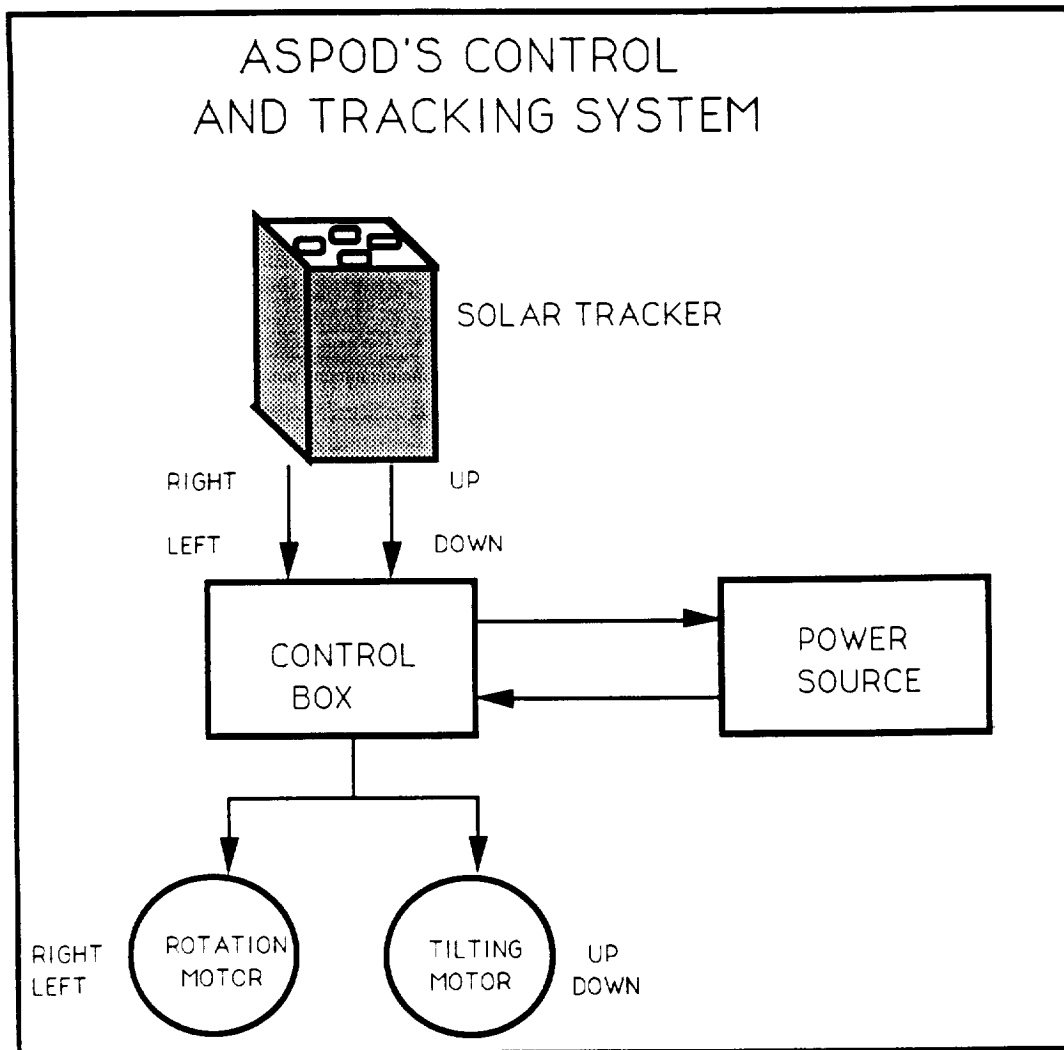 ASPOD'S CONTROL
AND TRACKING SYSTEM
SOLAR TRACKER
RIGHT
UP
LEFT
DOWN
CONTROL
BOX
POWER
SOURCE
RIGHT
LEFT
ROTATION
MOTCR
TILTING
MOTOR
UP
DOWN